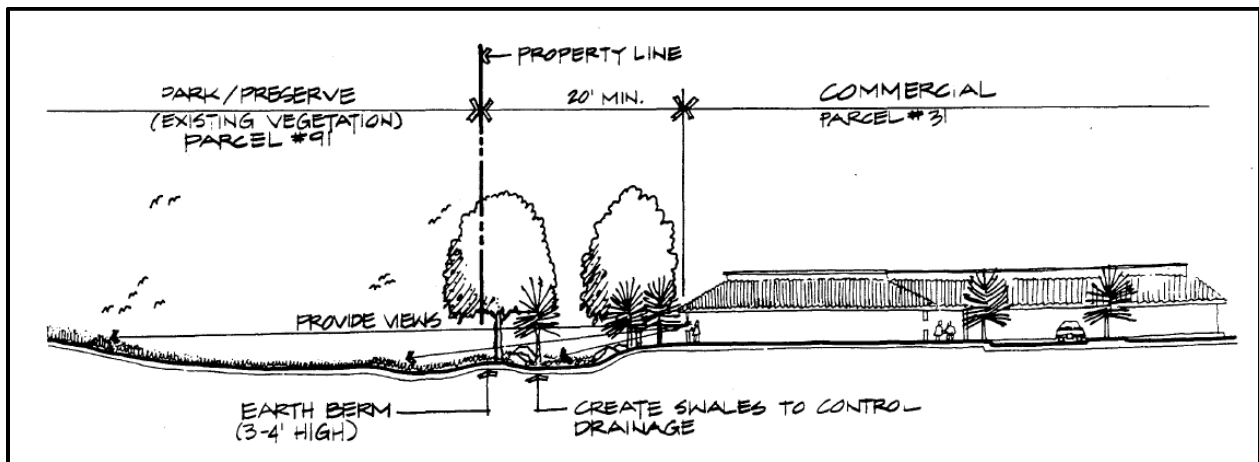 PROPERTY LINE
PARK/PRESERVE
(EXISTING VEGETATION)
PARCEL #91
20' MIN.
COMMERCIAL
PARCEL #31
PROVIDE VIEWS
EARTH BERM
(3-4' HIGH)
CREATE SWALES TO CONTROL
DRAINAGE